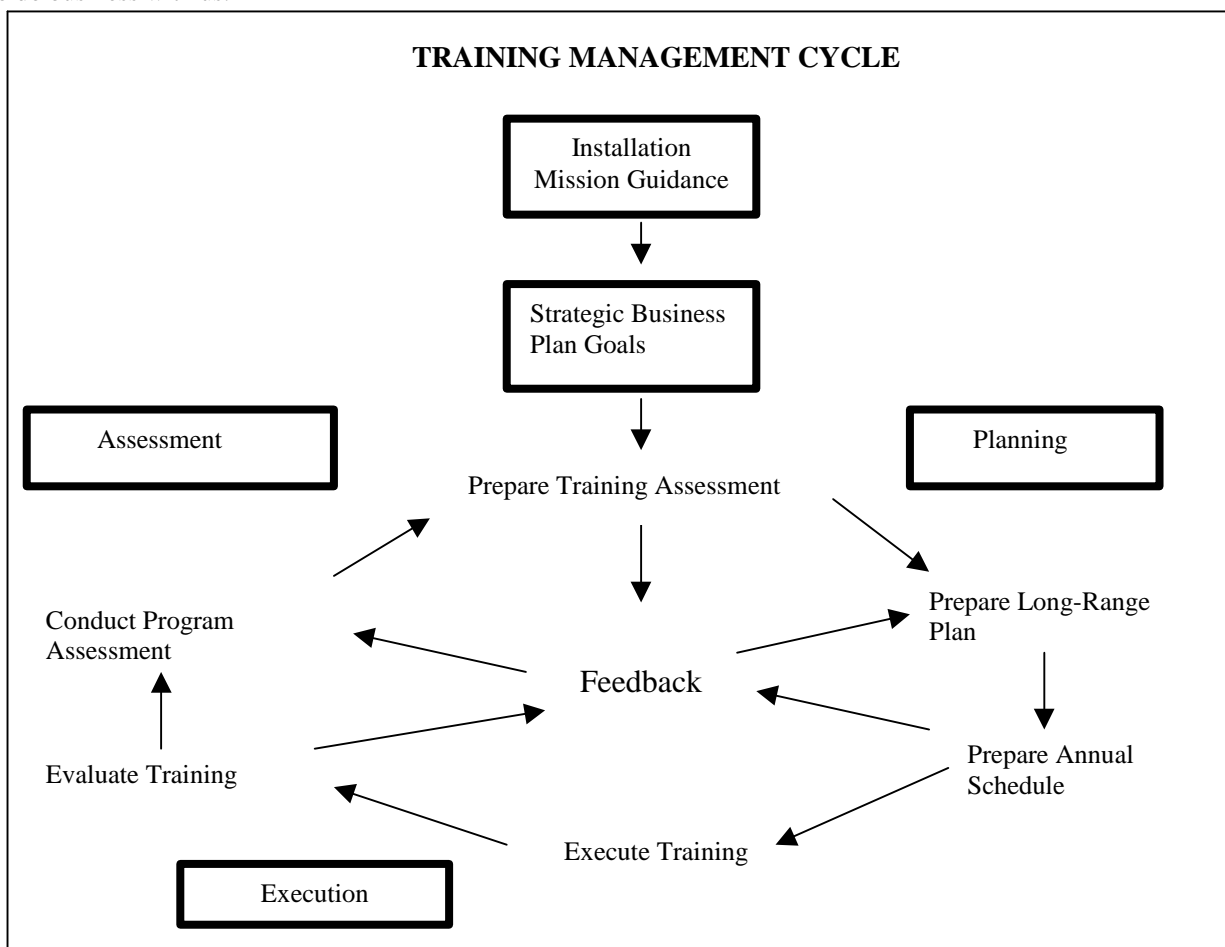 TRAINING MANAGEMENT CYCLE
Installation
Mission Guidance
Strategic Business
Plan Goals
Assessment
Planning
Prepare Training Assessment
Conduct Program
Assessment
Prepare Long-Range
Plan
Feedback
Evaluate Training
Prepare Annual
Schedule
Execute Training
Execution